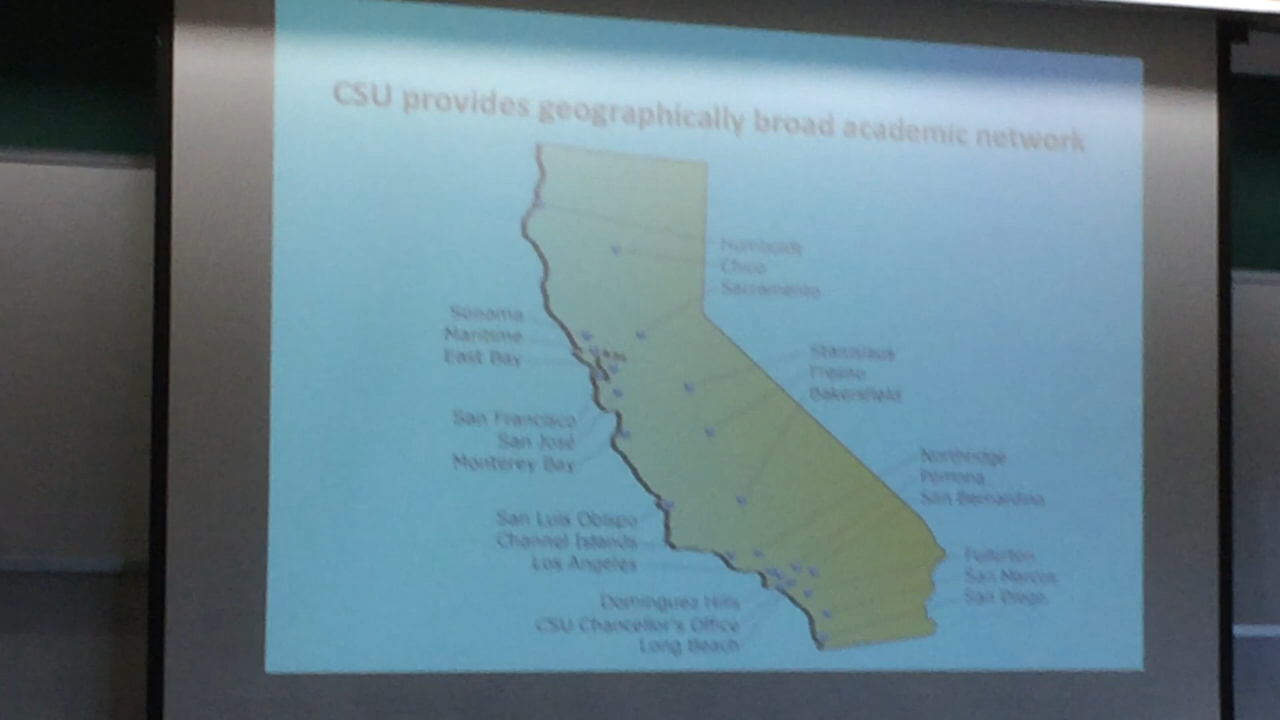 CSU provides geographically broad academic network
Humboldt
Chico
Sacramento
Sonoma
Maritime
East Bay
Stanislaus
Fresno
Bakersfield
San Francisco
San José
Monterey Bay
Northridge
Pomona
San Bernardino
San Luis Obispo
Channel Islands
Los Angeles
Fullerton
San Marcos
San Diego
Dominguez Hills
CSU Chancellor's Office
Long Beach